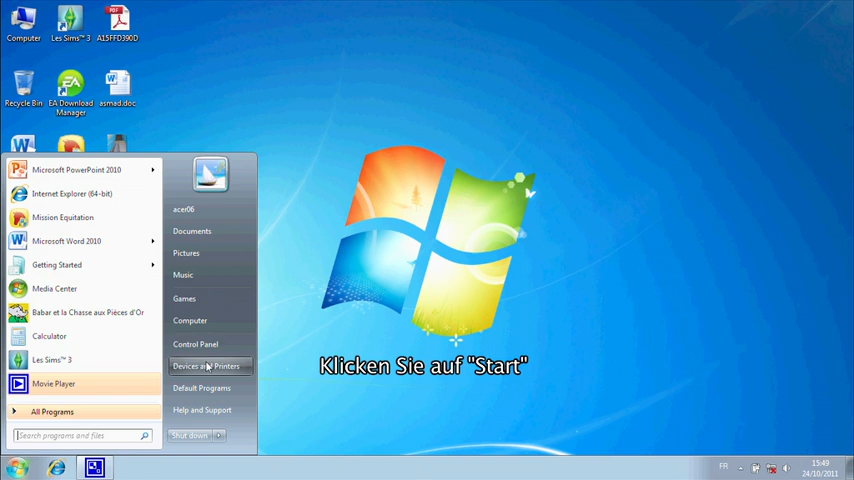 Computer
Les Sims™ 3
A15FFD390D
Recycle Bin
EA Download
Manager
asmad.doc
Microsoft PowerPoint 2010
Internet Explorer (64-bit)
Mission Equitation
Microsoft Word 2010
Getting Started
Media Center
Babar et la Chasse aux Pièces d'Or
Calculator
Les Sims™ 3
Movie Player
All Programs
Search programs and files
acer06
Documents
Pictures
Music
Games
Computer
Control Panel
Devices and Printers
Default Programs
Help and Support
Shut down
Klicken Sie auf "Start"
FR
15:49
24/10/2011